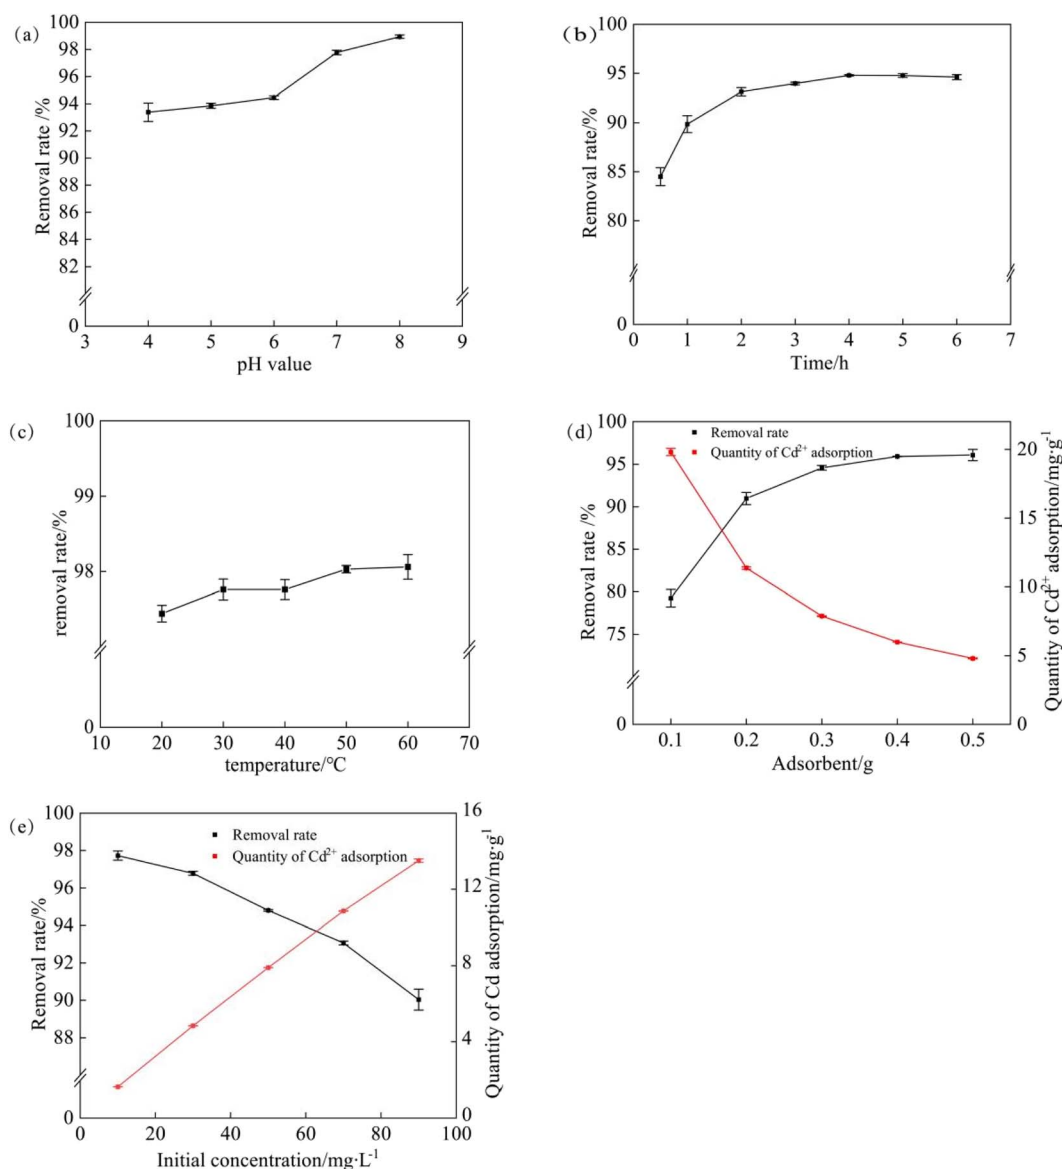 (a)
100
98
96
94
92
90
88
86
84
82
0
Removal rate /%
3 4 5 6 7 8 9
pH value
(b)
100
95
90
85
80
0
Removal rate/%
0 1 2 3 4 5 6 7
Time/h
(c)
100
99
98
0
removal rate/%
10 20 30 40 50 60 70
temperature/°C
(d)
100
95
90
85
80
75
0
Removal rate /%
Removal rate
Quantity of Cd²⁺ adsorption
20
15
10
5
0
Quantity of Cd²⁺ adsorption/mg·g⁻¹
0.1 0.2 0.3 0.4 0.5
Adsorbent/g
(e)
100
98
96
94
92
90
88
0
Removal rate/%
Removal rate
Quantity of Cd²⁺ adsorption
16
12
8
4
0
Quantity of Cd adsorption/mg·g⁻¹
0 20 40 60 80 100
Initial concentration/mg·L⁻¹